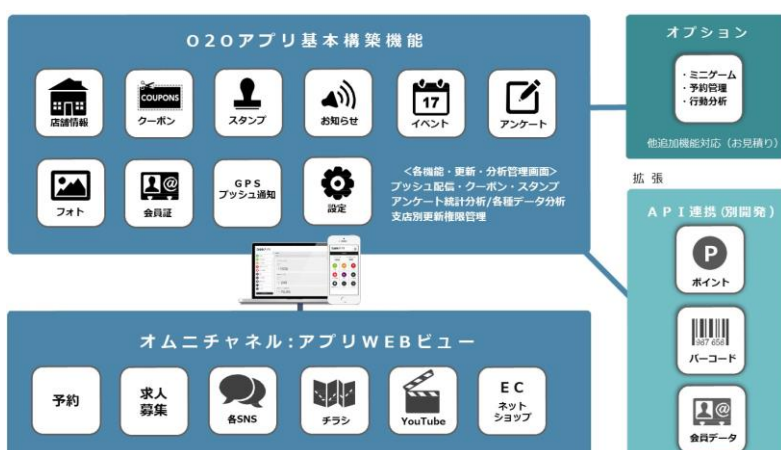 O2Oアプリ基本構築機能
店舗情報
COUPONS
クーポン
スタンプ
お知らせ
17
イベント
アンケート
フォト
会員証
GPS
プッシュ通知
設定
＜各機能・更新・分析管理画面＞
プッシュ配信・クーポン・スタンプ
アンケート統計分析/各種データ分析
支店別更新権限管理
オプション
・ミニゲーム
・予約管理
・行動分析
他追加機能対応（お見積り）
拡張
API連携(別開発)
P
ポイント
987 656
バーコード
@
会員データ
オムニチャネル:アプリWEBビュー
予約
求人
募集
各SNS
チラシ
YouTube
EC
ネット
ショップ